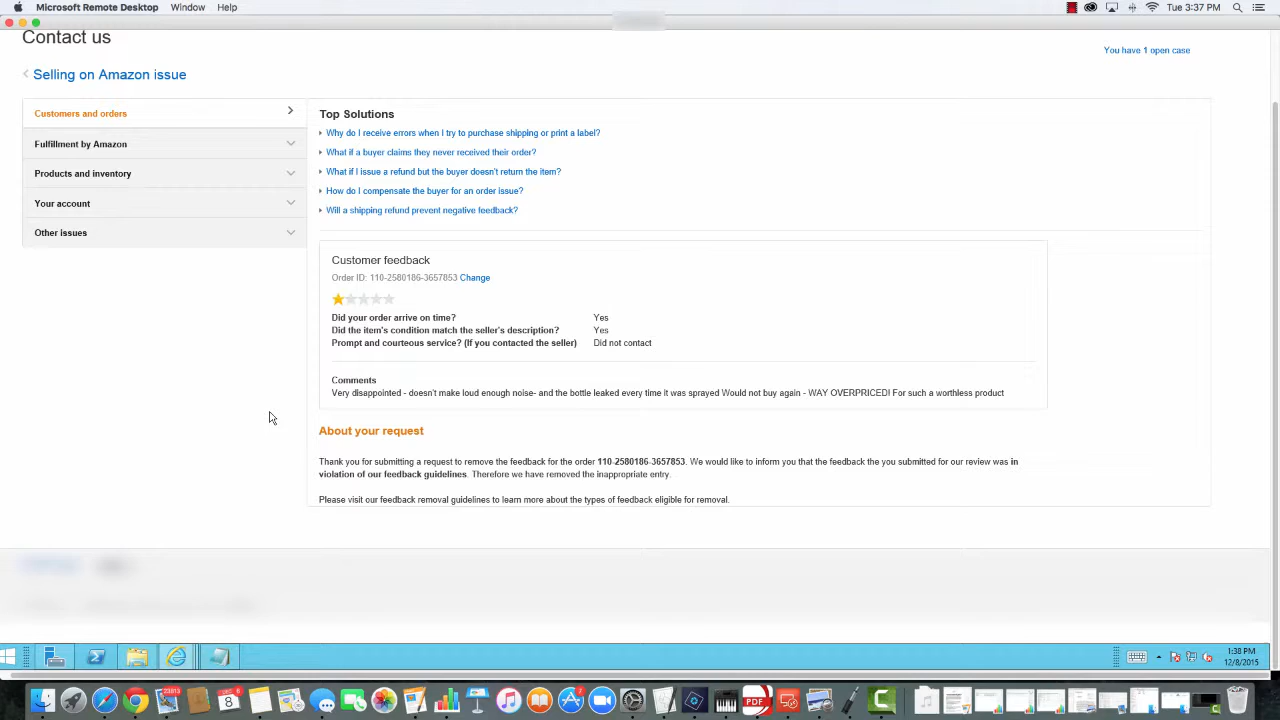 Microsoft Remote Desktop Window Help
Tue 3:37 PM
Contact us
You have 1 open case
Selling on Amazon issue
Customers and orders
Fulfillment by Amazon
Products and inventory
Your account
Other issues
Top Solutions
Why do I receive errors when I try to purchase shipping or print a label?
What if a buyer claims they never received their order?
What if I issue a refund but the buyer doesn't return the item?
How do I compensate the buyer for an order issue?
Will a shipping refund prevent negative feedback?
Customer feedback
Order ID: 110-2580186-3657853 Change
Did your order arrive on time? Yes
Did the item's condition match the seller's description? Yes
Prompt and courteous service? (If you contacted the seller) Did not contact
Comments
Very disappointed - doesn't make loud enough noise- and the bottle leaked every time it was sprayed Would not buy again - WAY OVERPRICED! For such a worthless product
About your request
Thank you for submitting a request to remove the feedback for the order 110-2580186-3657853. We would like to inform you that the feedback the you submitted for our review was in
violation of our feedback guidelines. Therefore we have removed the inappropriate entry.
Please visit our feedback removal guidelines to learn more about the types of feedback eligible for removal.
1:38 PM
12/8/2015
8
PDF